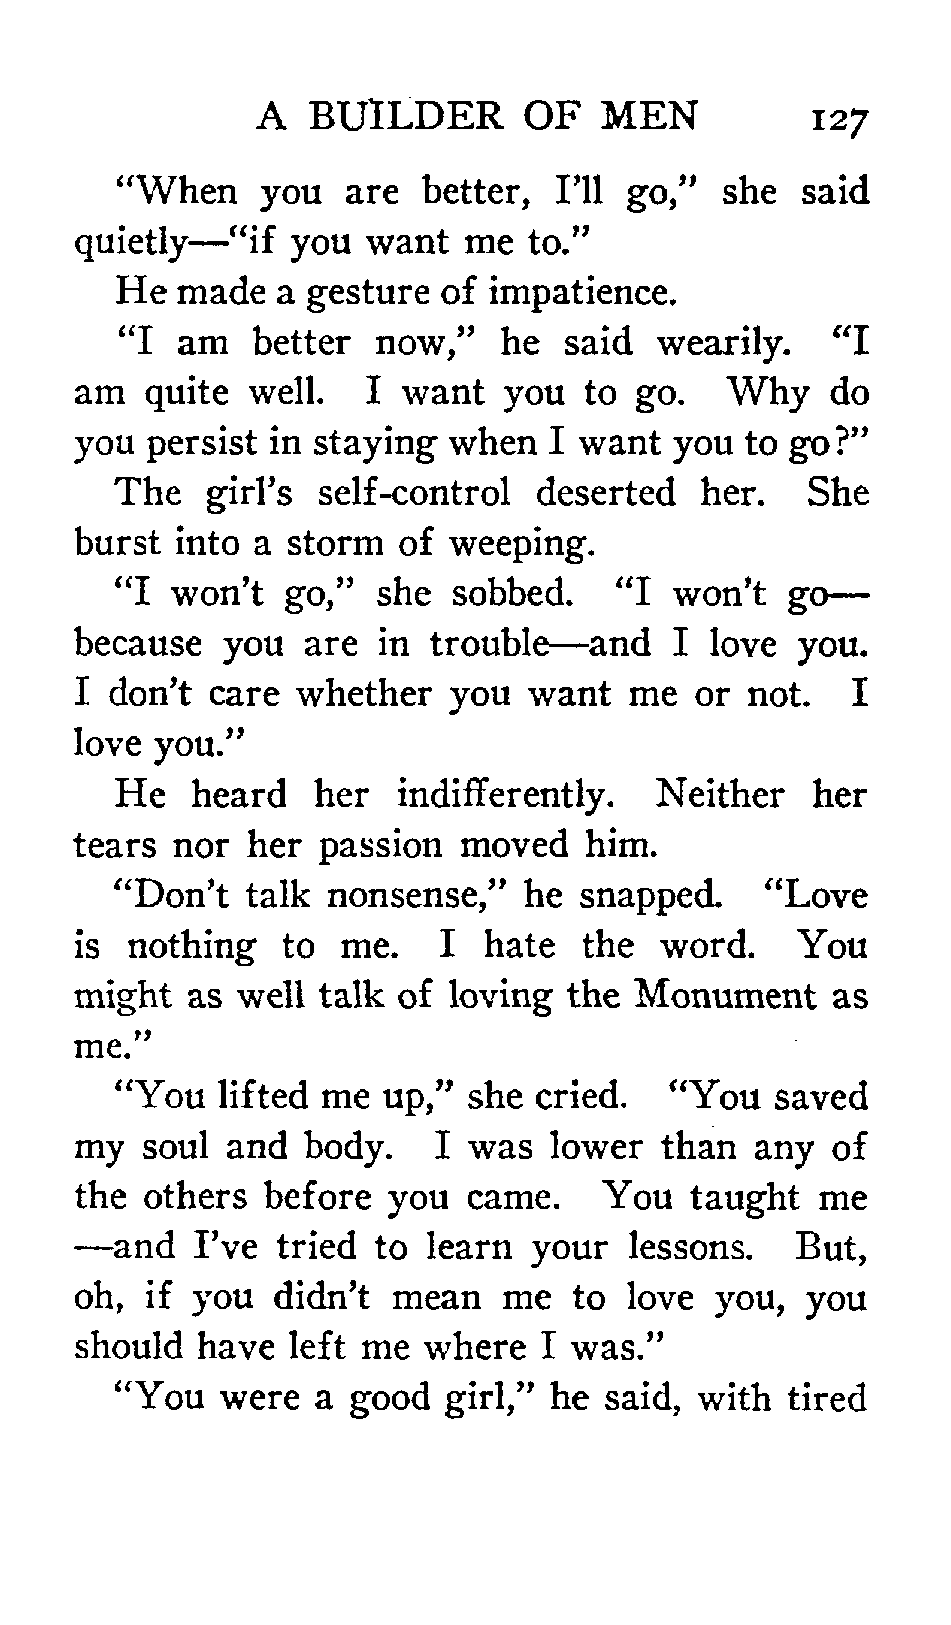 A BUILDER OF MEN 127
"When you are better, I'll go," she said
quietly—"if you want me to."
He made a gesture of impatience.
"I am better now," he said wearily. "I
am quite well. I want you to go. Why do
you persist in staying when I want you to go?"
The girl's self-control deserted her. She
burst into a storm of weeping.
"I won't go," she sobbed. "I won't go—
because you are in trouble—and I love you.
I don't care whether you want me or not. I
love you."
He heard her indifferently. Neither her
tears nor her passion moved him.
"Don't talk nonsense," he snapped. "Love
is nothing to me. I hate the word. You
might as well talk of loving the Monument as
me."
"You lifted me up," she cried. "You saved
my soul and body. I was lower than any of
the others before you came. You taught me
—and I've tried to learn your lessons. But,
oh, if you didn't mean me to love you, you
should have left me where I was."
"You were a good girl," he said, with tired